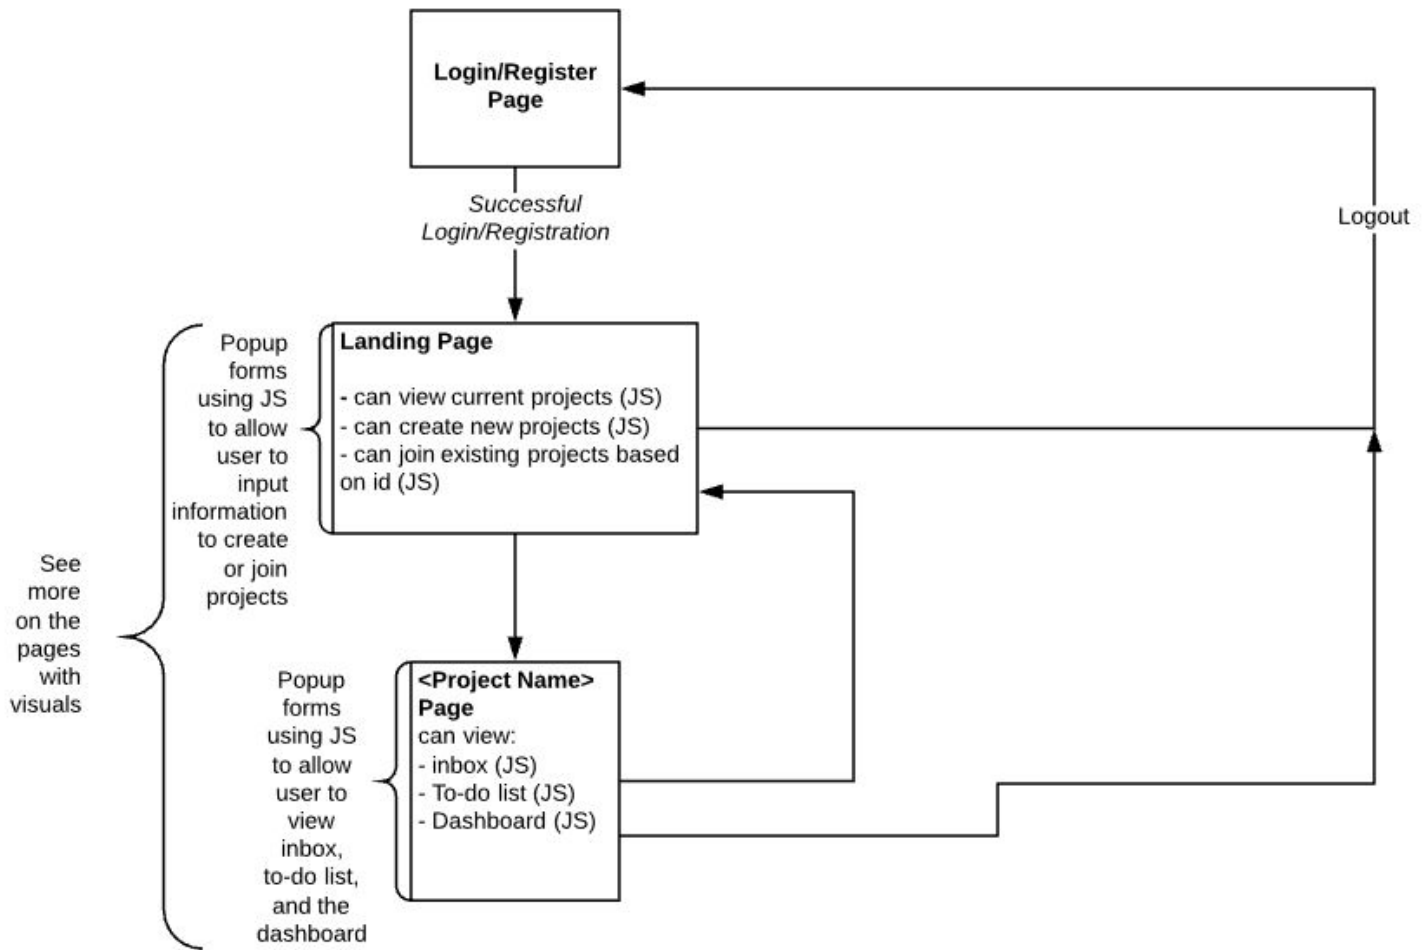 Login/Register
Page
Successful
Login/Registration
Logout
Popup
forms
using JS
to allow
user to
input
information
to create
or join
projects
Landing Page
- can view current projects (JS)
- can create new projects (JS)
- can join existing projects based
on id (JS)
See
more
on the
pages
with
visuals
Popup
forms
using JS
to allow
user to
view
inbox,
to-do list,
and the
dashboard
<Project Name>
Page
can view:
- inbox (JS)
- To-do list (JS)
- Dashboard (JS)